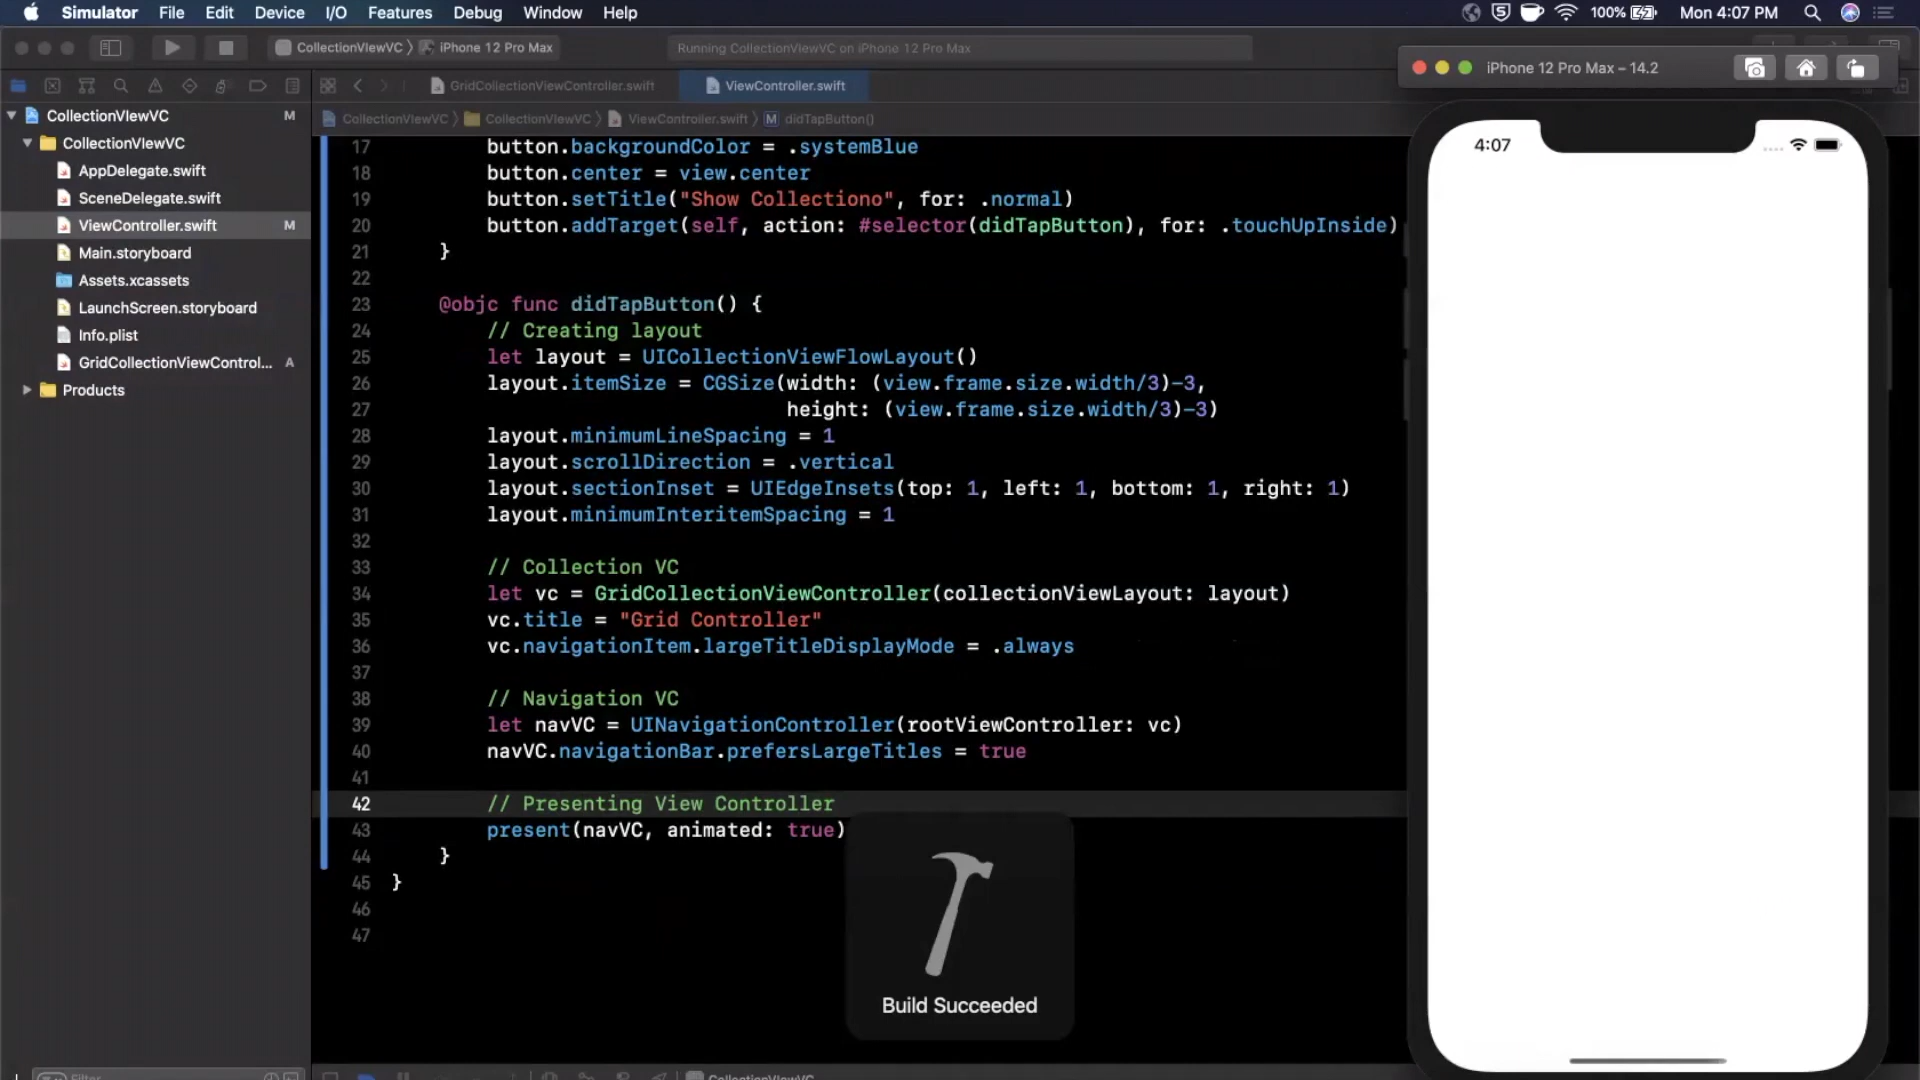 Simulator File Edit Device I/O Features Debug Window Help 100% Mon 4:07 PM
CollectionVIewVC iPhone 12 Pro Max Running CollectionVIewVC on iPhone 12 Pro Max
iPhone 12 Pro Max – 14.2
GridCollectionViewController.swift ViewController.swift
CollectionVIewVC CollectionVIewVC ViewController.swift M didTapButton()
CollectionVIewVC M
CollectionVIewVC
AppDelegate.swift
SceneDelegate.swift
ViewController.swift M
Main.storyboard
Assets.xcassets
LaunchScreen.storyboard
Info.plist
GridCollectionViewControl... A
Products
17 button.backgroundColor = .systemBlue
18 button.center = view.center
19 button.setTitle("Show Collectiono", for: .normal)
20 button.addTarget(self, action: #selector(didTapButton), for: .touchUpInside)
21 }
22
23 @objc func didTapButton() {
24 // Creating layout
25 let layout = UICollectionViewFlowLayout()
26 layout.itemSize = CGSize(width: (view.frame.size.width/3)-3,
27 height: (view.frame.size.width/3)-3)
28 layout.minimumLineSpacing = 1
29 layout.scrollDirection = .vertical
30 layout.sectionInset = UIEdgeInsets(top: 1, left: 1, bottom: 1, right: 1)
31 layout.minimumInteritemSpacing = 1
32
33 // Collection VC
34 let vc = GridCollectionViewController(collectionViewLayout: layout)
35 vc.title = "Grid Controller"
36 vc.navigationItem.largeTitleDisplayMode = .always
37
38 // Navigation VC
39 let navVC = UINavigationController(rootViewController: vc)
40 navVC.navigationBar.prefersLargeTitles = true
41
42 // Presenting View Controller
43 present(navVC, animated: true)
44 }
45 }
46
47
Build Succeeded
4:07
Filter
CollectionVIewVC